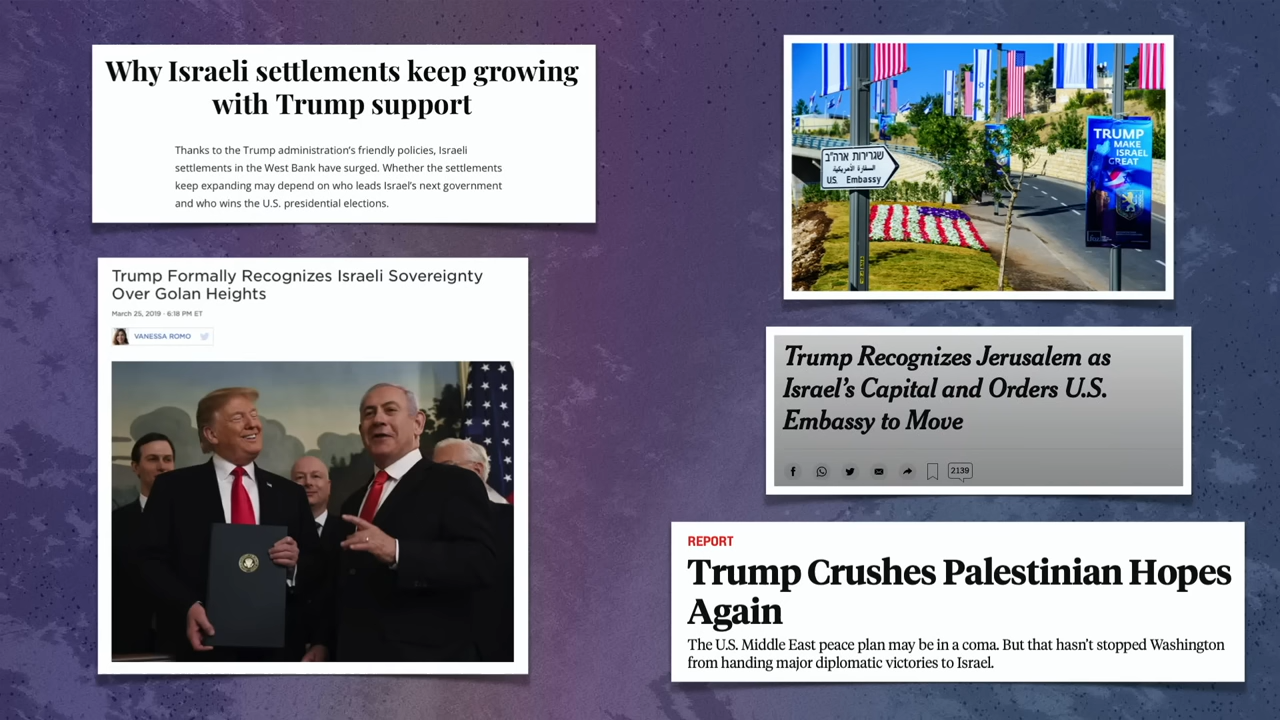 Why Israeli settlements keep growing
with Trump support
Thanks to the Trump administration's friendly policies, Israeli
settlements in the West Bank have surged. Whether the settlements
keep expanding may depend on who leads Israel's next government
and who wins the U.S. presidential elections.
Trump Formally Recognizes Israeli Sovereignty
Over Golan Heights
March 25, 2019 · 6:18 PM ET
VANESSA ROMO
שגרירות ארה"ב
السفارة الأمريكية
U.S. Embassy
TRUMP
MAKE
ISRAEL
GREAT
Trump Recognizes Jerusalem as
Israel's Capital and Orders U.S.
Embassy to Move
2139
REPORT
Trump Crushes Palestinian Hopes
Again
The U.S. Middle East peace plan may be in a coma. But that hasn't stopped Washington
from handing major diplomatic victories to Israel.